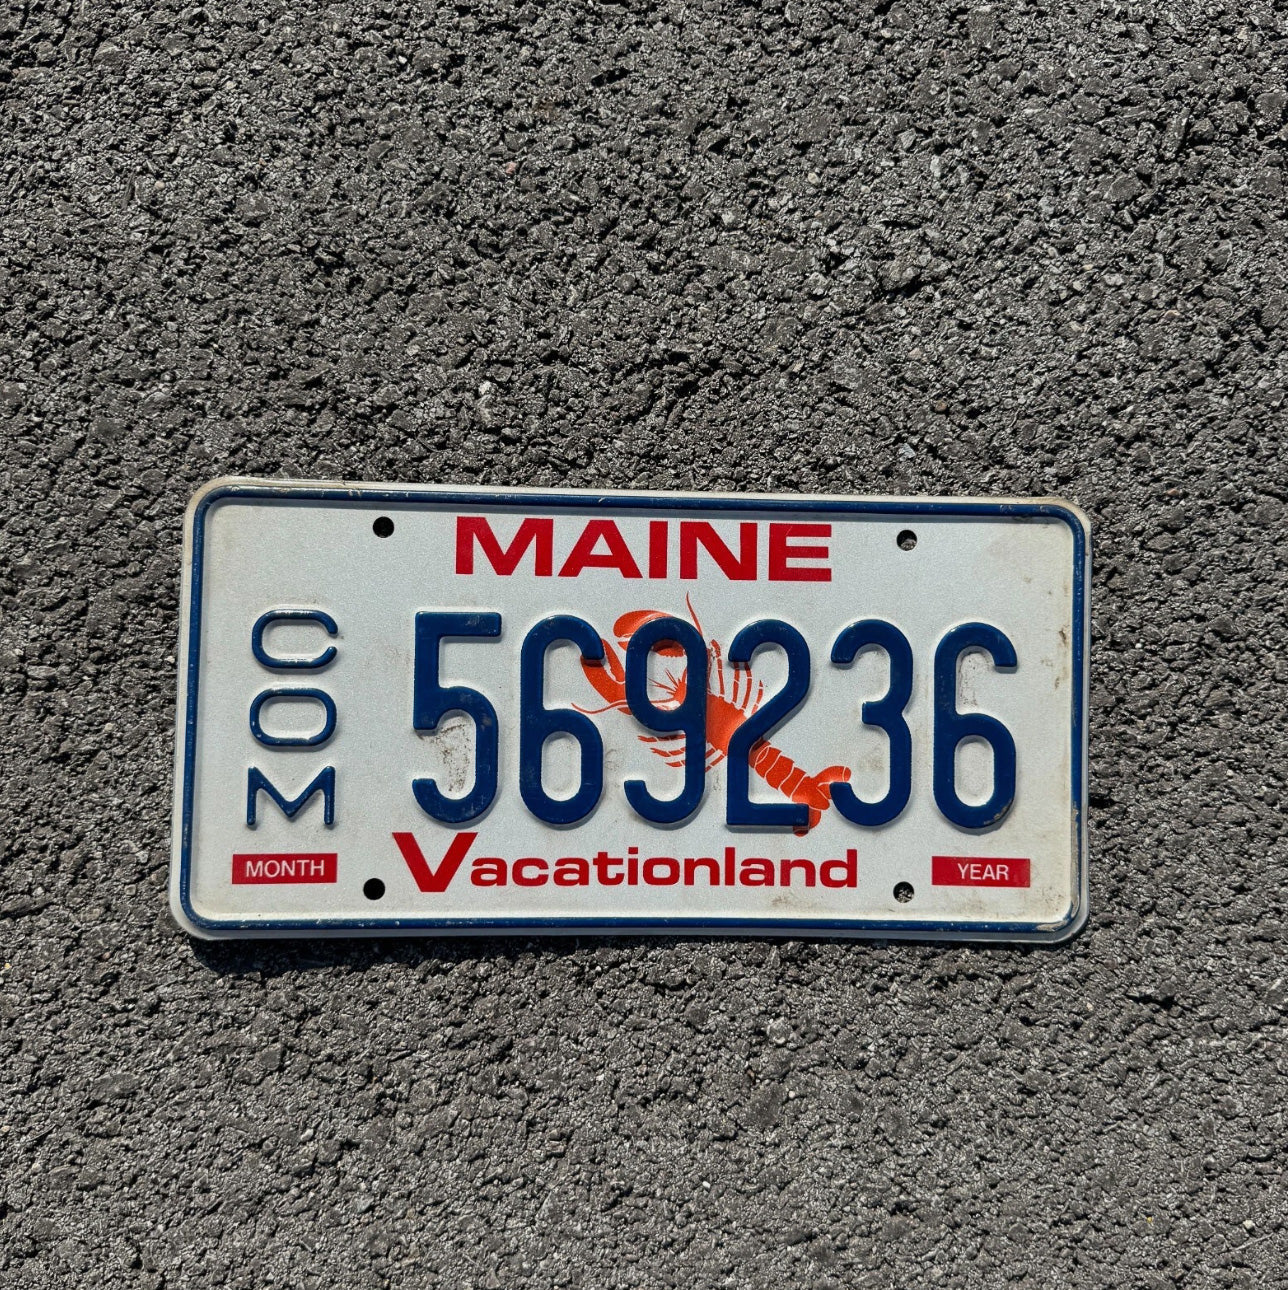 MAINE
COM
569236
MONTH
Vacationland
YEAR